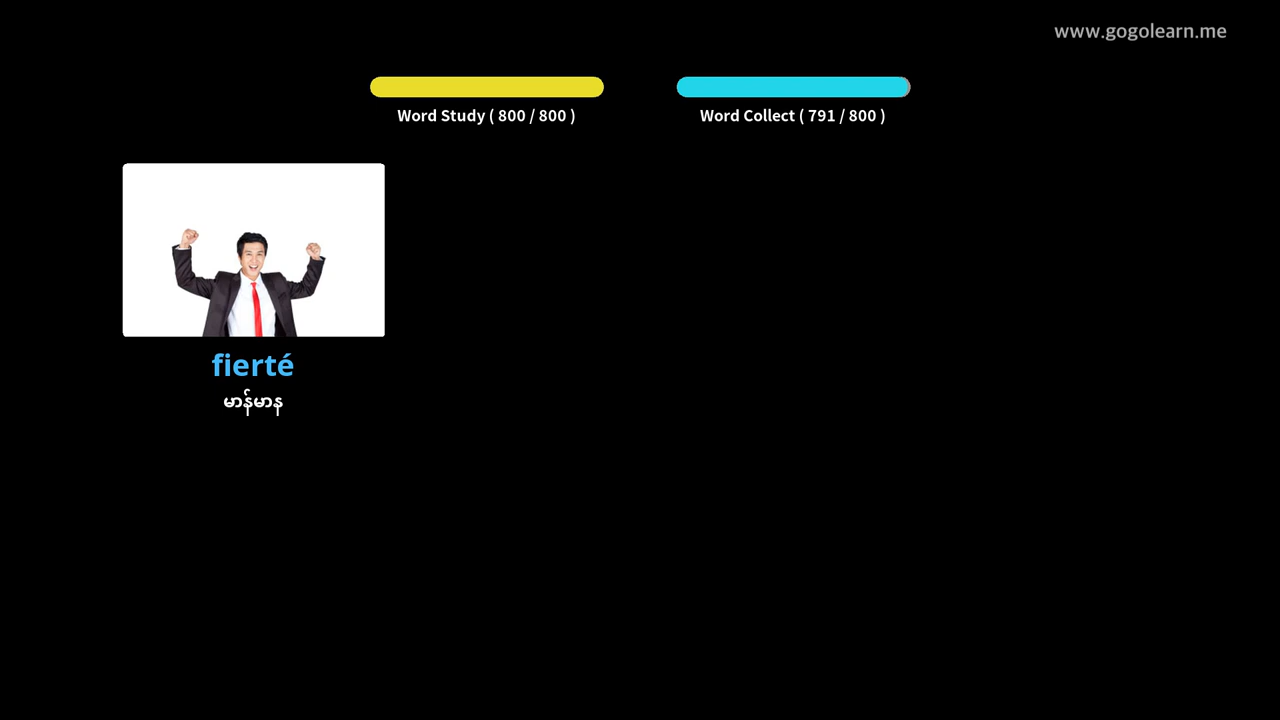 www.gogolearn.me
Word Study ( 800 / 800 )
Word Collect ( 791 / 800 )
fierté
မာန်မာန